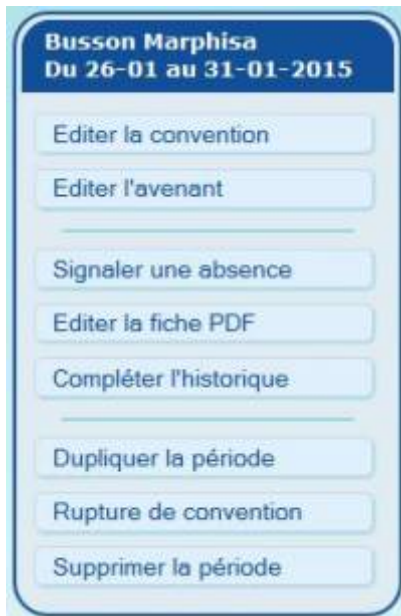 Busson Marphisa
Du 26-01 au 31-01-2015
Editer la convention
Editer l'avenant
Signaler une absence
Editer la fiche PDF
Compléter l'historique
Dupliquer la période
Rupture de convention
Supprimer la période